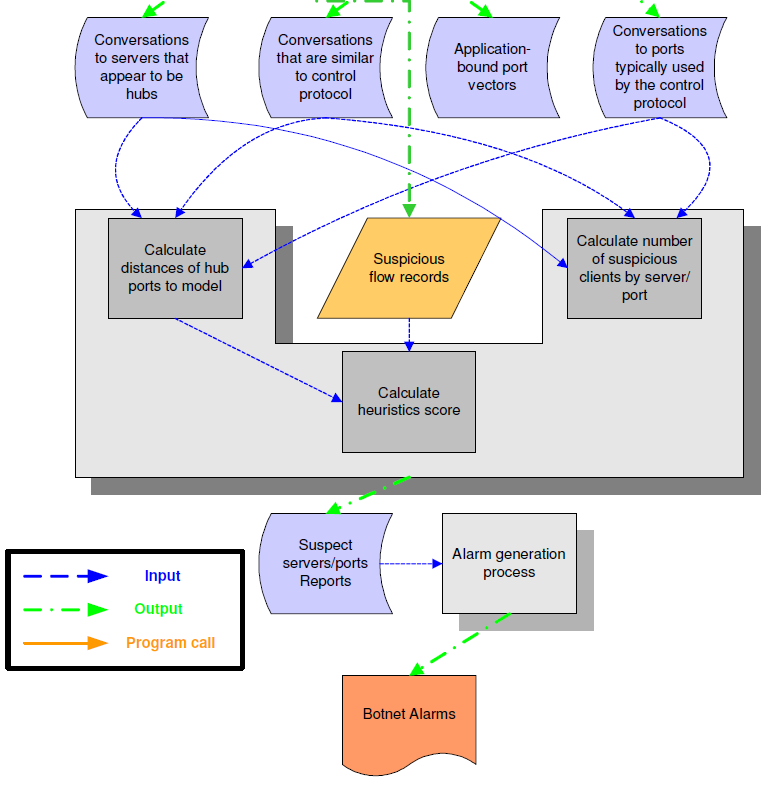 Conversations
to servers that
appear to be
hubs
Conversations
that are similar
to control
protocol
Application-
bound port
vectors
Conversations
to ports
typically used
by the control
protocol
Calculate
distances of hub
ports to model
Suspicious
flow records
Calculate number
of suspicious
clients by server/
port
Calculate
heuristics score
Suspect
servers/ports
Reports
Alarm generation
process
Input
Output
Program call
Botnet Alarms